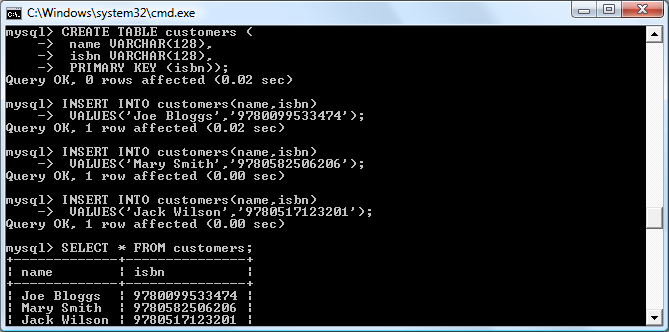 C:\Windows\system32\cmd.exe
mysql> CREATE TABLE customers (
    ->  name VARCHAR(128),
    ->  isbn VARCHAR(128),
    ->  PRIMARY KEY (isbn));
Query OK, 0 rows affected (0.02 sec)
mysql> INSERT INTO customers(name,isbn)
    ->  VALUES('Joe Bloggs','9780099533474');
Query OK, 1 row affected (0.02 sec)
mysql> INSERT INTO customers(name,isbn)
    ->  VALUES('Mary Smith','9780582506206');
Query OK, 1 row affected (0.00 sec)
mysql> INSERT INTO customers(name,isbn)
    ->  VALUES('Jack Wilson','9780517123201');
Query OK, 1 row affected (0.00 sec)
mysql> SELECT * FROM customers;
+-------------+---------------+
¦ name        ¦ isbn          ¦
+-------------+---------------+
¦ Joe Bloggs  ¦ 9780099533474 ¦
¦ Mary Smith  ¦ 9780582506206 ¦
¦ Jack Wilson ¦ 9780517123201 ¦